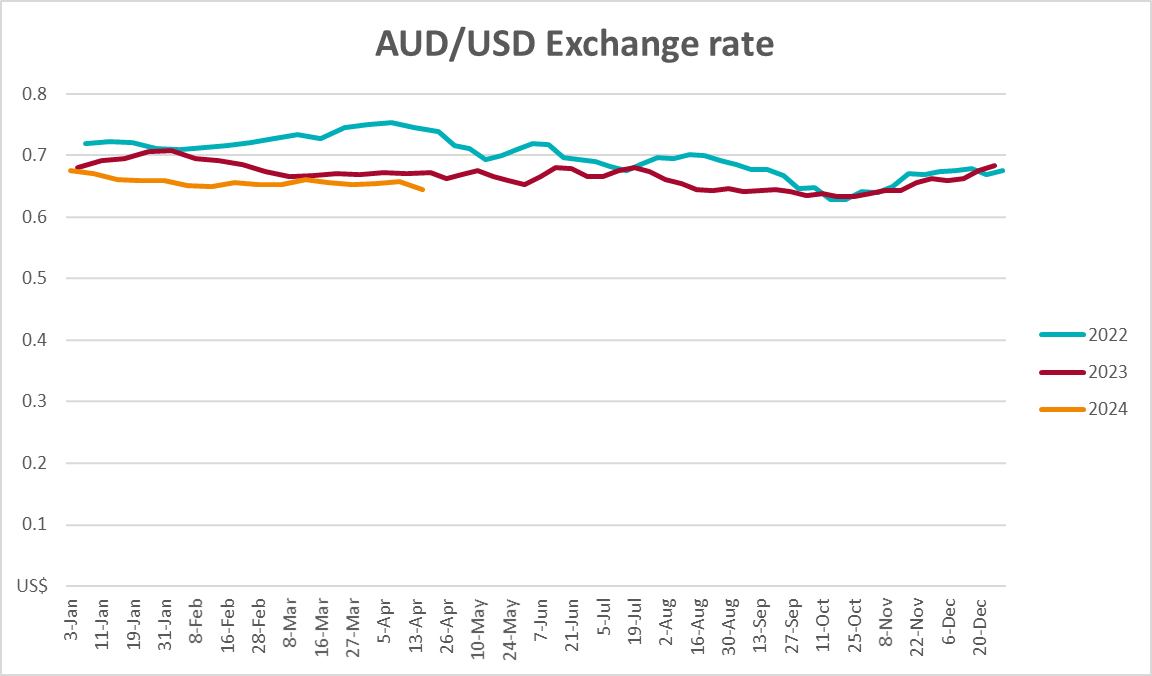 AUD/USD Exchange rate
0.8
0.7
0.6
0.5
0.4
0.3
0.2
0.1
US$
3-Jan
11-Jan
19-Jan
31-Jan
8-Feb
16-Feb
28-Feb
8-Mar
16-Mar
27-Mar
5-Apr
13-Apr
26-Apr
10-May
24-May
7-Jun
21-Jun
5-Jul
19-Jul
2-Aug
16-Aug
30-Aug
13-Sep
27-Sep
11-Oct
25-Oct
8-Nov
22-Nov
6-Dec
20-Dec
2022
2023
2024